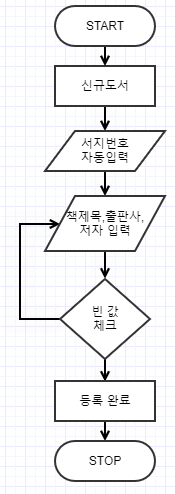 START
신규도서
서지번호
자동입력
책제목,출판사,
저자 입력
빈 값
체크
등록 완료
STOP